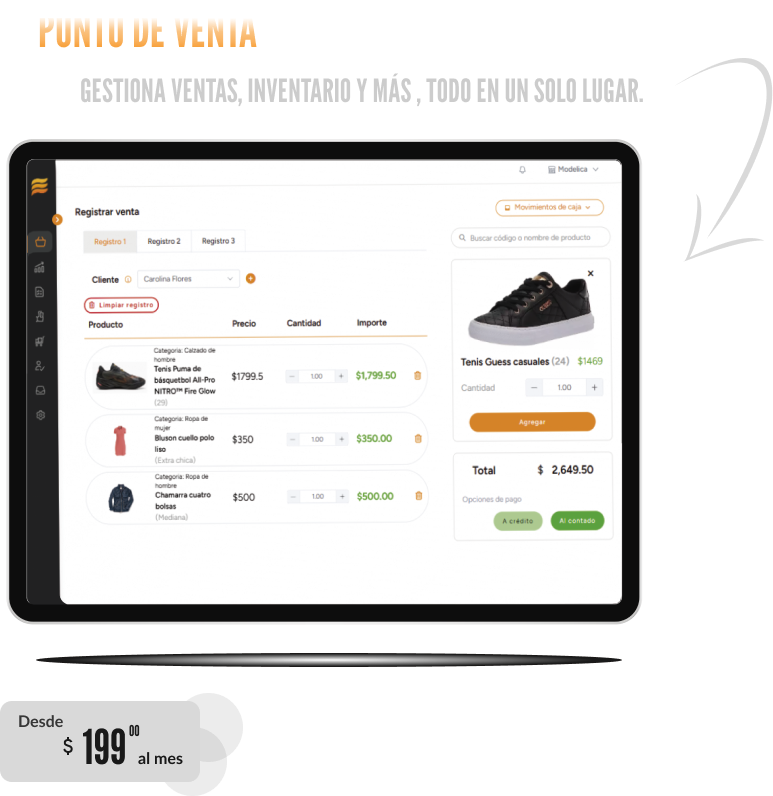 PUNTO DE VENTA
GESTIONA VENTAS, INVENTARIO Y MÁS , TODO EN UN SOLO LUGAR.
Modelica
Registrar venta
Movimientos de caja
Registro 1
Registro 2
Registro 3
Buscar código o nombre de producto
Cliente
Carolina Flores
Limpiar registro
Producto
Precio
Cantidad
Importe
Categoria: Calzado de
hombre
Tenis Puma de
básquetbol All-Pro
NITRO™ Fire Glow
(29)
$1799.5
1.00
$1,799.50
Categoria: Ropa de
mujer
Bluson cuello polo
liso
(Extra chica)
$350
1.00
$350.00
Categoria: Ropa de
hombre
Chamarra cuatro
bolsas
(Mediana)
$500
1.00
$500.00
Tenis Guess casuales (24) $1469
Cantidad
1.00
Agregar
Total $ 2,649.50
Opciones de pago
A crédito
Al contado
Desde
$ 199 00
al mes